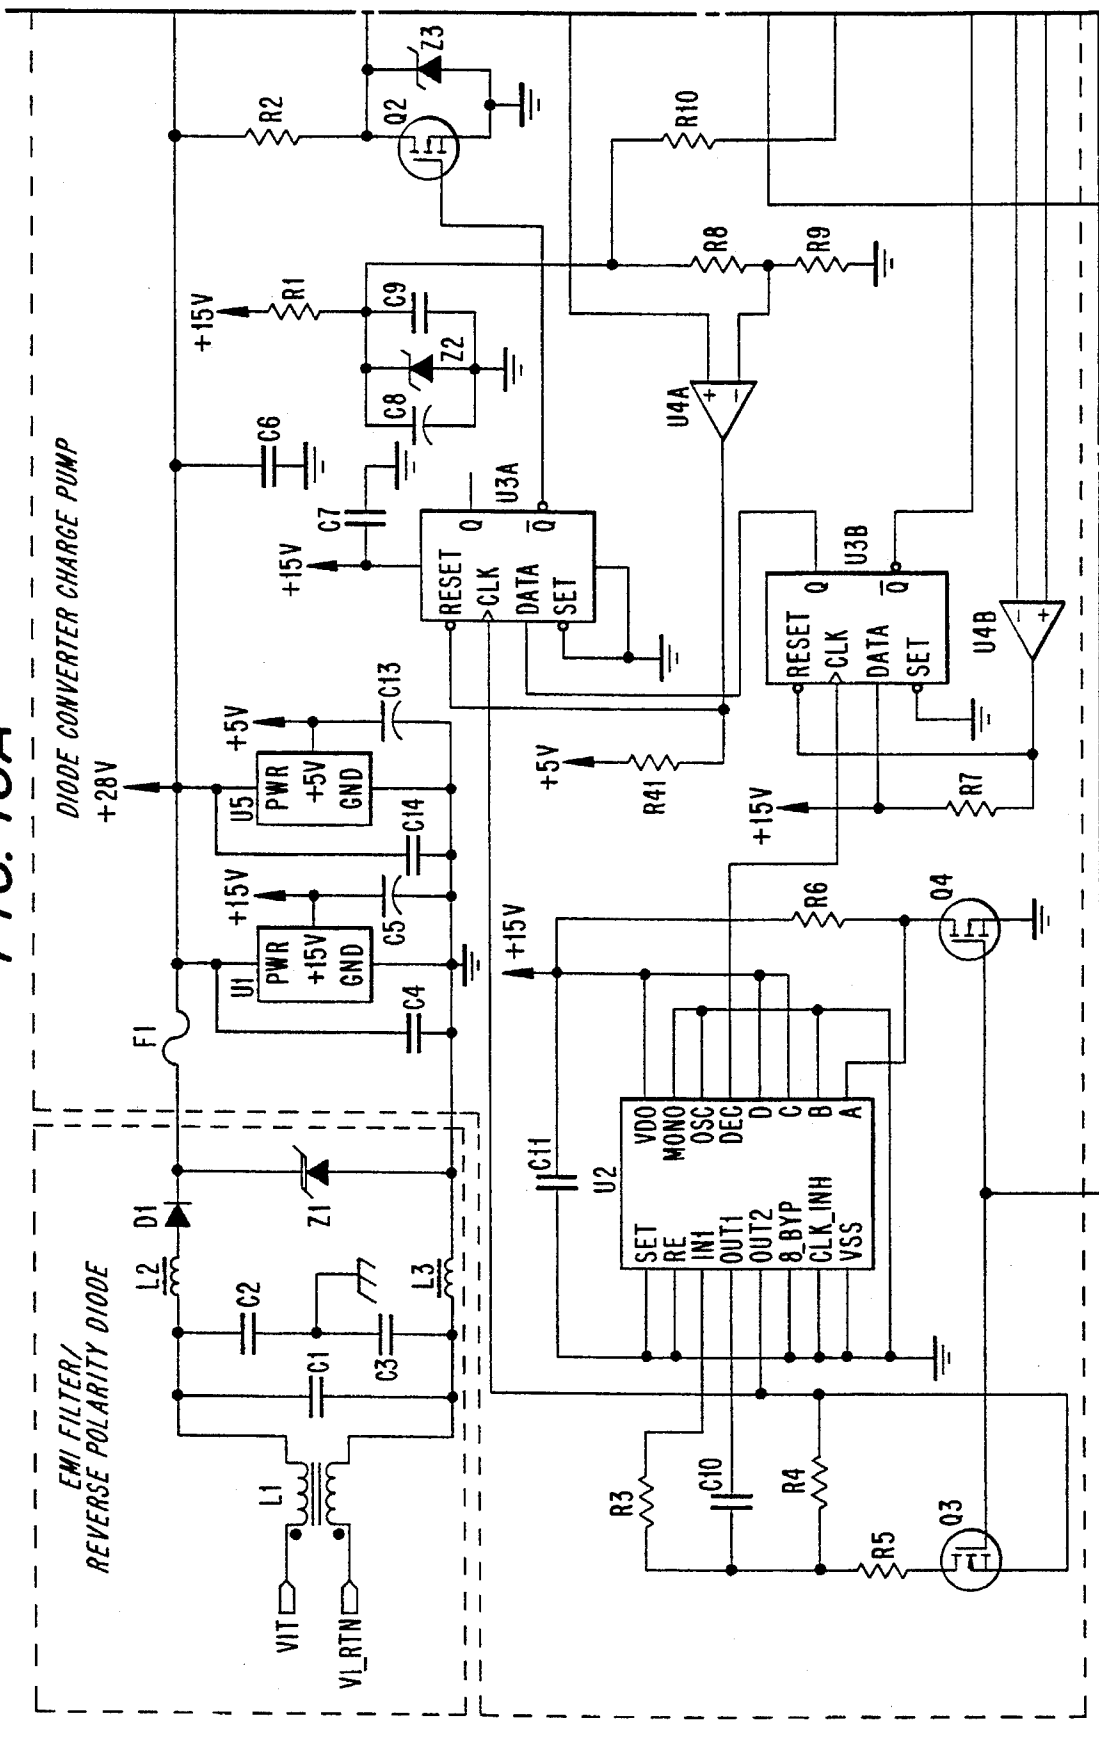 EMI FILTER/
REVERSE POLARITY DIODE
VIT
VI_RTN
L1
C1
C2
C3
L2
L3
D1
Z1
F1
DIODE CONVERTER CHARGE PUMP
+28V
U1
PWR
+15V
GND
+15V
C4
C5
U5
PWR
+5V
GND
+5V
C14
C13
C6
+15V
C7
U3A
RESET
CLK
DATA
SET
Q
Q
+15V
R1
C8
Z2
C9
R2
Q2
Z3
R10
R8
R9
U4A
+
-
+5V
R41
U3B
RESET
CLK
DATA
SET
Q
Q
U4B
-
+
+15V
R7
+15V
R6
Q4
C11
U2
SET
RE
IN1
OUT1
OUT2
8_BYP
CLK_INH
VSS
VDO
MONO
OSC
DEC
D
C
B
A
R3
C10
R4
R5
Q3